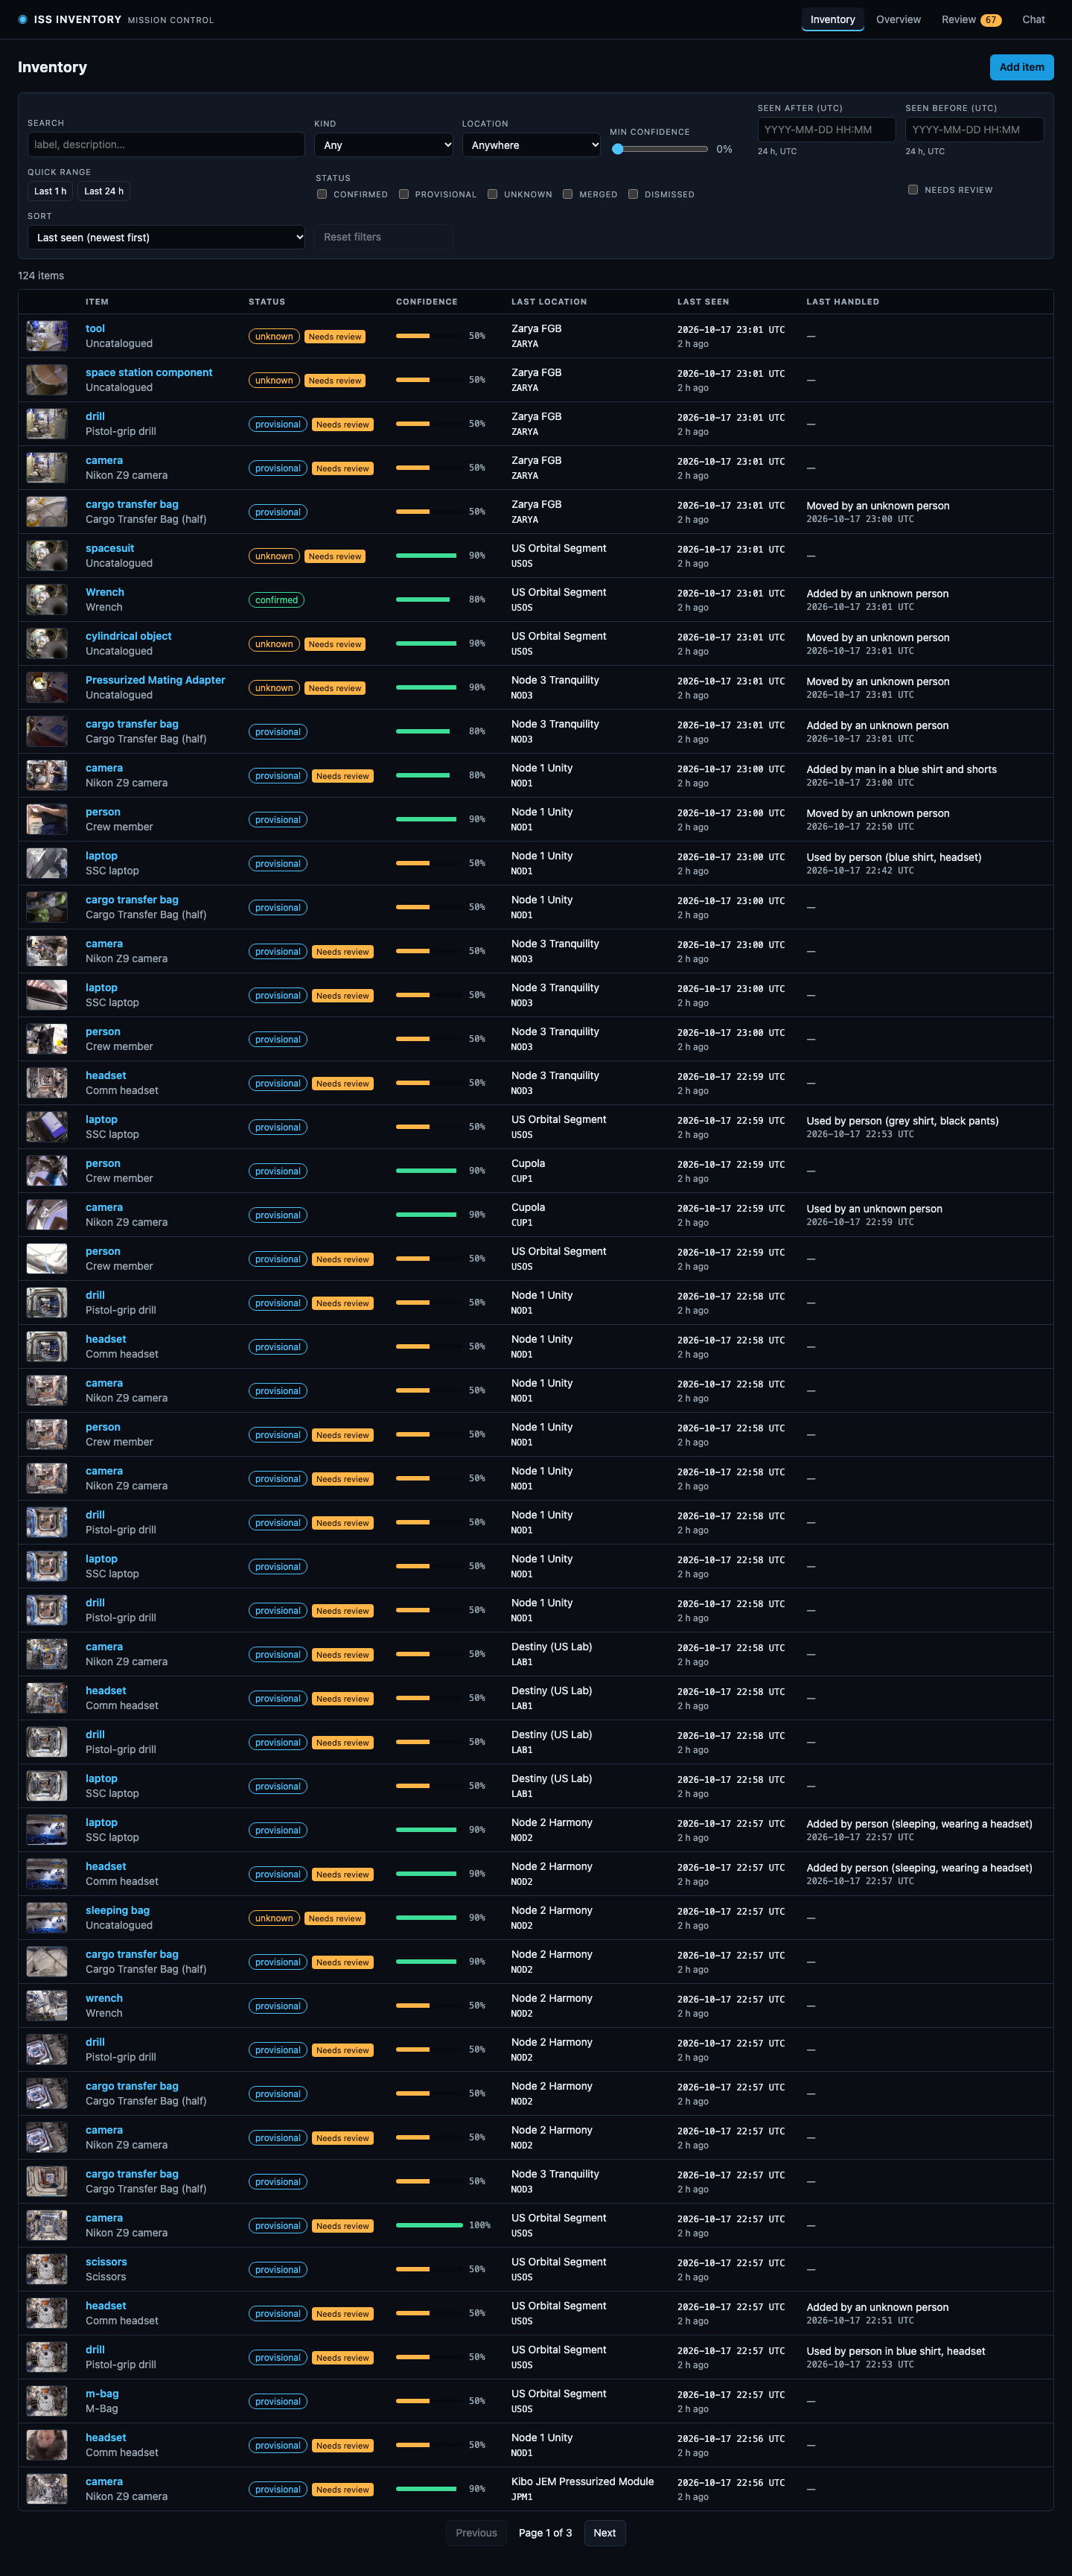 ISS INVENTORY MISSION CONTROL
Inventory
Overview
Review 67
Chat
Inventory
Add item
SEARCH
label, description...
KIND
Any
LOCATION
Anywhere
MIN CONFIDENCE
0%
SEEN AFTER (UTC)
YYYY-MM-DD HH:MM
24 h, UTC
SEEN BEFORE (UTC)
YYYY-MM-DD HH:MM
24 h, UTC
QUICK RANGE
Last 1 h
Last 24 h
STATUS
CONFIRMED
PROVISIONAL
UNKNOWN
MERGED
DISMISSED
NEEDS REVIEW
SORT
Last seen (newest first)
Reset filters
124 items
ITEM STATUS CONFIDENCE LAST LOCATION LAST SEEN LAST HANDLED
tool unknown Needs review 50% Zarya FGB 2026-10-17 23:01 UTC —
Uncatalogued ZARYA 2 h ago
space station component unknown Needs review 50% Zarya FGB 2026-10-17 23:01 UTC —
Uncatalogued ZARYA 2 h ago
drill provisional Needs review 50% Zarya FGB 2026-10-17 23:01 UTC —
Pistol-grip drill ZARYA 2 h ago
camera provisional Needs review 50% Zarya FGB 2026-10-17 23:01 UTC —
Nikon Z9 camera ZARYA 2 h ago
cargo transfer bag provisional 50% Zarya FGB 2026-10-17 23:01 UTC Moved by an unknown person
Cargo Transfer Bag (half) ZARYA 2 h ago 2026-10-17 23:00 UTC
spacesuit unknown Needs review 90% US Orbital Segment 2026-10-17 23:01 UTC —
Uncatalogued USOS 2 h ago
Wrench confirmed 80% US Orbital Segment 2026-10-17 23:01 UTC Added by an unknown person
Wrench USOS 2 h ago 2026-10-17 23:01 UTC
cylindrical object unknown Needs review 90% US Orbital Segment 2026-10-17 23:01 UTC Moved by an unknown person
Uncatalogued USOS 2 h ago 2026-10-17 23:01 UTC
Pressurized Mating Adapter unknown Needs review 90% Node 3 Tranquility 2026-10-17 23:01 UTC Moved by an unknown person
Uncatalogued NOD3 2 h ago 2026-10-17 23:01 UTC
cargo transfer bag provisional 80% Node 3 Tranquility 2026-10-17 23:01 UTC Added by an unknown person
Cargo Transfer Bag (half) NOD3 2 h ago 2026-10-17 23:01 UTC
camera provisional Needs review 80% Node 1 Unity 2026-10-17 23:00 UTC Added by man in a blue shirt and shorts
Nikon Z9 camera NOD1 2 h ago 2026-10-17 23:00 UTC
person provisional 90% Node 1 Unity 2026-10-17 23:00 UTC Moved by an unknown person
Crew member NOD1 2 h ago 2026-10-17 22:50 UTC
laptop provisional 50% Node 1 Unity 2026-10-17 23:00 UTC Used by person (blue shirt, headset)
SSC laptop NOD1 2 h ago 2026-10-17 22:42 UTC
cargo transfer bag provisional 50% Node 1 Unity 2026-10-17 23:00 UTC —
Cargo Transfer Bag (half) NOD1 2 h ago
camera provisional Needs review 50% Node 3 Tranquility 2026-10-17 23:00 UTC —
Nikon Z9 camera NOD3 2 h ago
laptop provisional Needs review 50% Node 3 Tranquility 2026-10-17 23:00 UTC —
SSC laptop NOD3 2 h ago
person provisional 50% Node 3 Tranquility 2026-10-17 23:00 UTC —
Crew member NOD3 2 h ago
headset provisional Needs review 50% Node 3 Tranquility 2026-10-17 22:59 UTC —
Comm headset NOD3 2 h ago
laptop provisional 50% US Orbital Segment 2026-10-17 22:59 UTC Used by person (grey shirt, black pants)
SSC laptop USOS 2 h ago 2026-10-17 22:53 UTC
person provisional 90% Cupola 2026-10-17 22:59 UTC —
Crew member CUP1 2 h ago
camera provisional 90% Cupola 2026-10-17 22:59 UTC Used by an unknown person
Nikon Z9 camera CUP1 2 h ago 2026-10-17 22:59 UTC
person provisional Needs review 50% US Orbital Segment 2026-10-17 22:59 UTC —
Crew member USOS 2 h ago
drill provisional Needs review 50% Node 1 Unity 2026-10-17 22:58 UTC —
Pistol-grip drill NOD1 2 h ago
headset provisional 50% Node 1 Unity 2026-10-17 22:58 UTC —
Comm headset NOD1 2 h ago
camera provisional 50% Node 1 Unity 2026-10-17 22:58 UTC —
Nikon Z9 camera NOD1 2 h ago
person provisional Needs review 50% Node 1 Unity 2026-10-17 22:58 UTC —
Crew member NOD1 2 h ago
camera provisional Needs review 50% Node 1 Unity 2026-10-17 22:58 UTC —
Nikon Z9 camera NOD1 2 h ago
drill provisional Needs review 50% Node 1 Unity 2026-10-17 22:58 UTC —
Pistol-grip drill NOD1 2 h ago
laptop provisional 50% Node 1 Unity 2026-10-17 22:58 UTC —
SSC laptop NOD1 2 h ago
drill provisional Needs review 50% Node 1 Unity 2026-10-17 22:58 UTC —
Pistol-grip drill NOD1 2 h ago
camera provisional Needs review 50% Destiny (US Lab) 2026-10-17 22:58 UTC —
Nikon Z9 camera LAB1 2 h ago
headset provisional Needs review 50% Destiny (US Lab) 2026-10-17 22:58 UTC —
Comm headset LAB1 2 h ago
drill provisional Needs review 50% Destiny (US Lab) 2026-10-17 22:58 UTC —
Pistol-grip drill LAB1 2 h ago
laptop provisional 50% Destiny (US Lab) 2026-10-17 22:58 UTC —
SSC laptop LAB1 2 h ago
laptop provisional 90% Node 2 Harmony 2026-10-17 22:57 UTC Added by person (sleeping, wearing a headset)
SSC laptop NOD2 2 h ago 2026-10-17 22:57 UTC
headset provisional Needs review 90% Node 2 Harmony 2026-10-17 22:57 UTC Added by person (sleeping, wearing a headset)
Comm headset NOD2 2 h ago 2026-10-17 22:57 UTC
sleeping bag unknown Needs review 90% Node 2 Harmony 2026-10-17 22:57 UTC —
Uncatalogued NOD2 2 h ago
cargo transfer bag provisional Needs review 90% Node 2 Harmony 2026-10-17 22:57 UTC —
Cargo Transfer Bag (half) NOD2 2 h ago
wrench provisional 50% Node 2 Harmony 2026-10-17 22:57 UTC —
Wrench NOD2 2 h ago
drill provisional Needs review 50% Node 2 Harmony 2026-10-17 22:57 UTC —
Pistol-grip drill NOD2 2 h ago
cargo transfer bag provisional 50% Node 2 Harmony 2026-10-17 22:57 UTC —
Cargo Transfer Bag (half) NOD2 2 h ago
camera provisional Needs review 50% Node 2 Harmony 2026-10-17 22:57 UTC —
Nikon Z9 camera NOD2 2 h ago
cargo transfer bag provisional 50% Node 3 Tranquility 2026-10-17 22:57 UTC —
Cargo Transfer Bag (half) NOD3 2 h ago
camera provisional Needs review 100% US Orbital Segment 2026-10-17 22:57 UTC —
Nikon Z9 camera USOS 2 h ago
scissors provisional 50% US Orbital Segment 2026-10-17 22:57 UTC —
Scissors USOS 2 h ago
headset provisional Needs review 50% US Orbital Segment 2026-10-17 22:57 UTC Added by an unknown person
Comm headset USOS 2 h ago 2026-10-17 22:51 UTC
drill provisional Needs review 50% US Orbital Segment 2026-10-17 22:57 UTC Used by person in blue shirt, headset
Pistol-grip drill USOS 2 h ago 2026-10-17 22:53 UTC
m-bag provisional 50% US Orbital Segment 2026-10-17 22:57 UTC —
M-Bag USOS 2 h ago
headset provisional Needs review 50% Node 1 Unity 2026-10-17 22:56 UTC —
Comm headset NOD1 2 h ago
camera provisional Needs review 90% Kibo JEM Pressurized Module 2026-10-17 22:56 UTC —
Nikon Z9 camera JPM1 2 h ago
Previous Page 1 of 3 Next